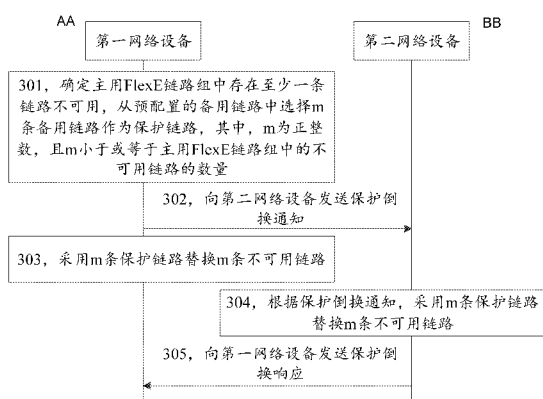 AA
BB
第一网络设备
第二网络设备
301，确定主用FlexE链路组中存在至少一条
链路不可用，从预配置的备用链路中选择m
条备用链路作为保护链路，其中，m为正整
数，且m小于或等于主用FlexE链路组中的不
可用链路的数量
302，向第二网络设备发送保护倒
换通知
303，采用m条保护链路替换m条不可用链路
304，根据保护倒换通知，采用m条保护链路
替换m条不可用链路
305，向第一网络设备发送保护倒
换响应